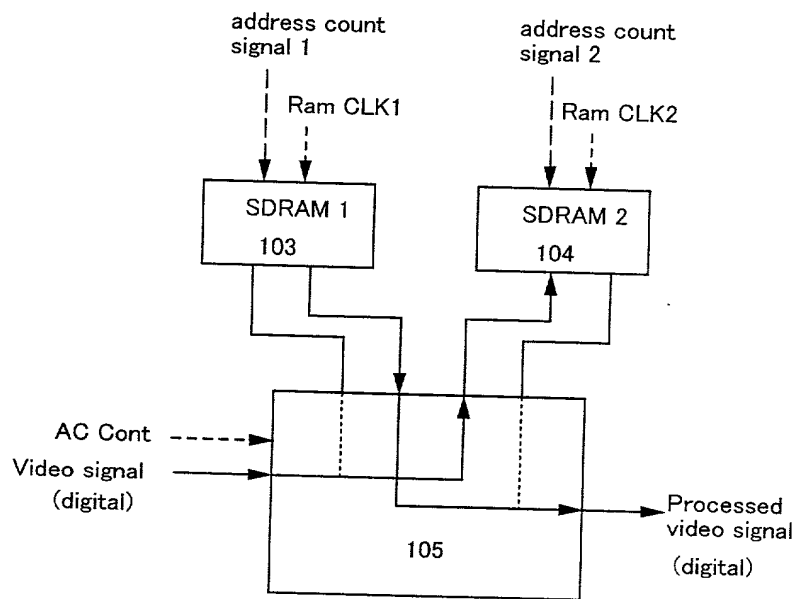 address count
signal 1
address count
signal 2
Ram CLK1
Ram CLK2
SDRAM 1
103
SDRAM 2
104
AC Cont
Video signal
(digital)
105
Processed
video signal
(digital)